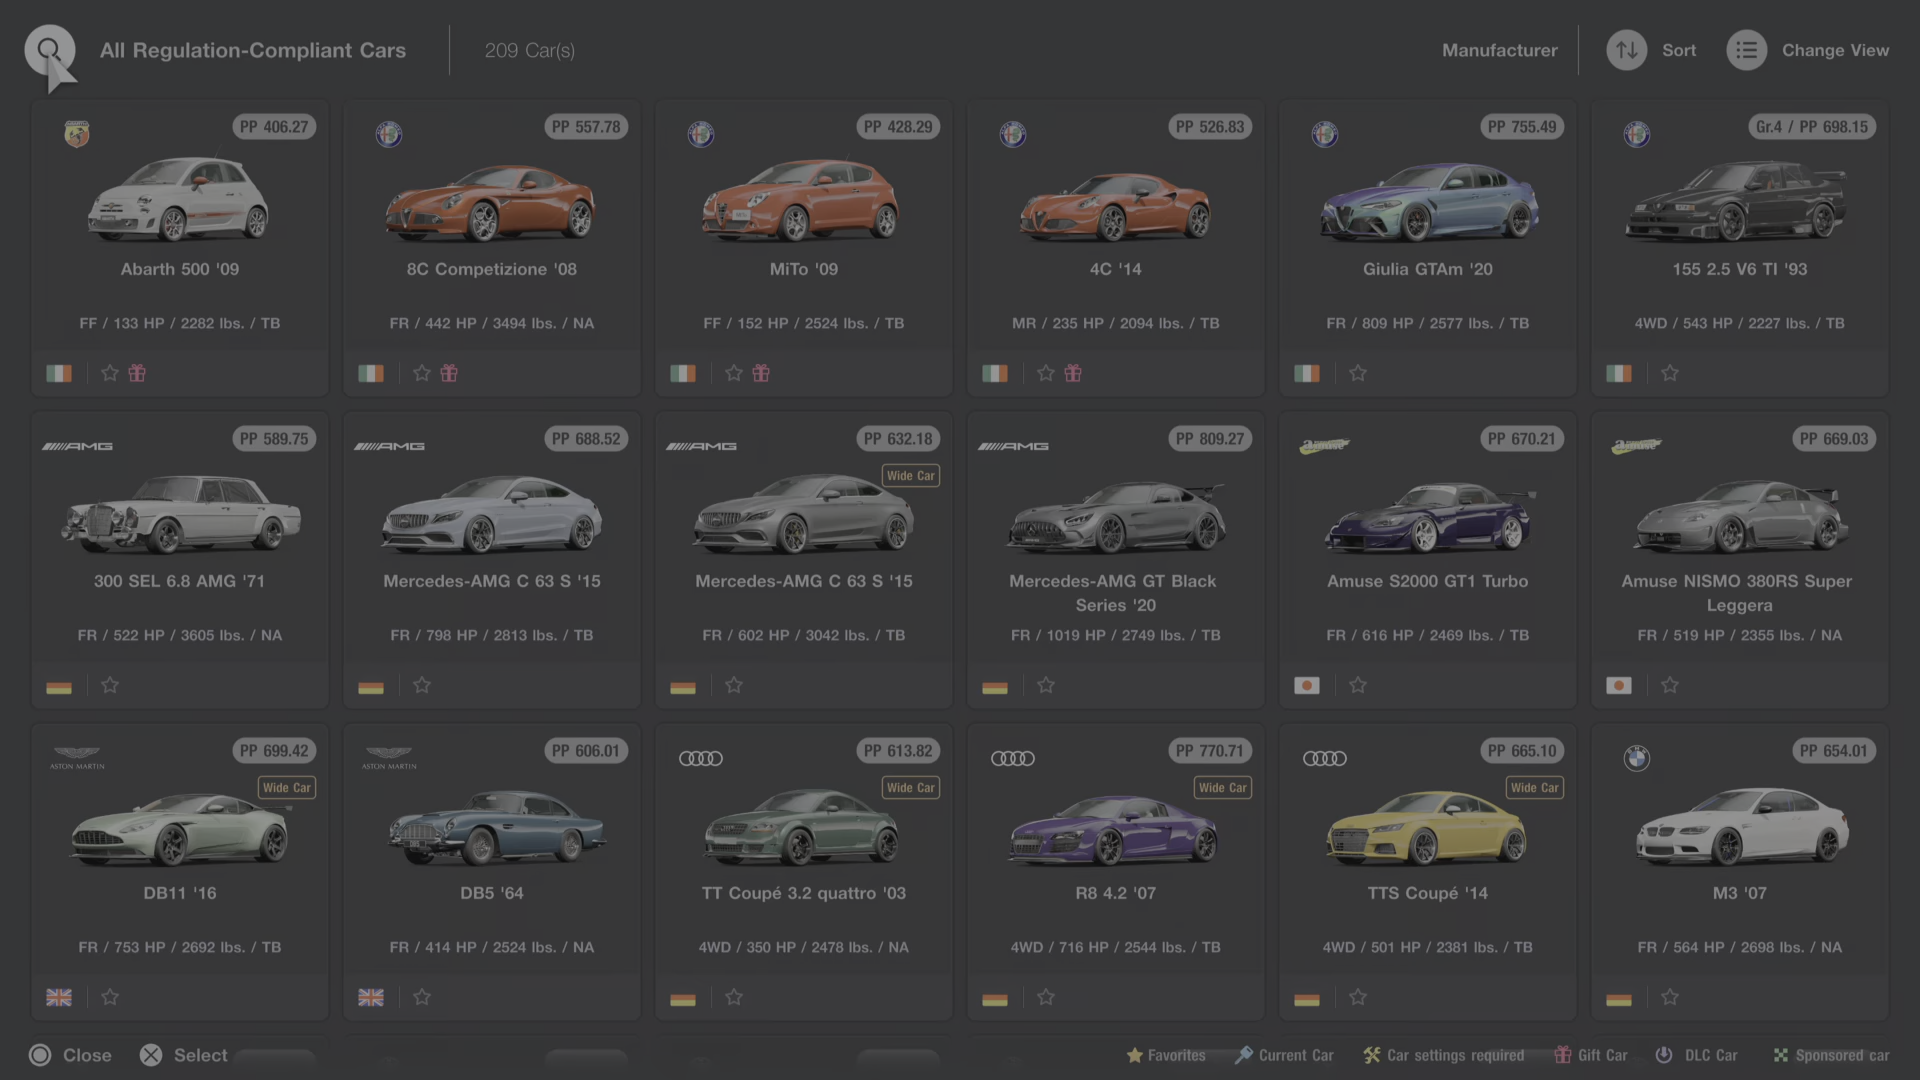 All Regulation-Compliant Cars
209 Car(s)
Manufacturer
Sort
Change View
PP 406.27
Abarth 500 '09
FF / 133 HP / 2282 lbs. / TB
PP 557.78
8C Competizione '08
FR / 442 HP / 3494 lbs. / NA
PP 428.29
MiTo '09
FF / 152 HP / 2524 lbs. / TB
PP 526.83
4C '14
MR / 235 HP / 2094 lbs. / TB
PP 755.49
Giulia GTAm '20
FR / 809 HP / 2577 lbs. / TB
Gr.4 / PP 698.15
155 2.5 V6 TI '93
4WD / 543 HP / 2227 lbs. / TB
AMG
PP 589.75
300 SEL 6.8 AMG '71
FR / 522 HP / 3605 lbs. / NA
AMG
PP 688.52
Mercedes-AMG C 63 S '15
FR / 798 HP / 2813 lbs. / TB
AMG
PP 632.18
Wide Car
Mercedes-AMG C 63 S '15
FR / 602 HP / 3042 lbs. / TB
AMG
PP 809.27
Mercedes-AMG GT Black
Series '20
FR / 1019 HP / 2749 lbs. / TB
amuse
PP 670.21
Amuse S2000 GT1 Turbo
FR / 616 HP / 2469 lbs. / TB
amuse
PP 669.03
Amuse NISMO 380RS Super
Leggera
FR / 519 HP / 2355 lbs. / NA
ASTON MARTIN
PP 699.42
Wide Car
DB11 '16
FR / 753 HP / 2692 lbs. / TB
ASTON MARTIN
PP 606.01
DB5 '64
FR / 414 HP / 2524 lbs. / NA
PP 613.82
Wide Car
TT Coupé 3.2 quattro '03
4WD / 350 HP / 2478 lbs. / NA
PP 770.71
Wide Car
R8 4.2 '07
4WD / 716 HP / 2544 lbs. / TB
PP 665.10
Wide Car
TTS Coupé '14
4WD / 501 HP / 2381 lbs. / TB
BMW
PP 654.01
M3 '07
FR / 564 HP / 2698 lbs. / NA
Close
Select
Favorites
Current Car
Car settings required
Gift Car
DLC Car
Sponsored car